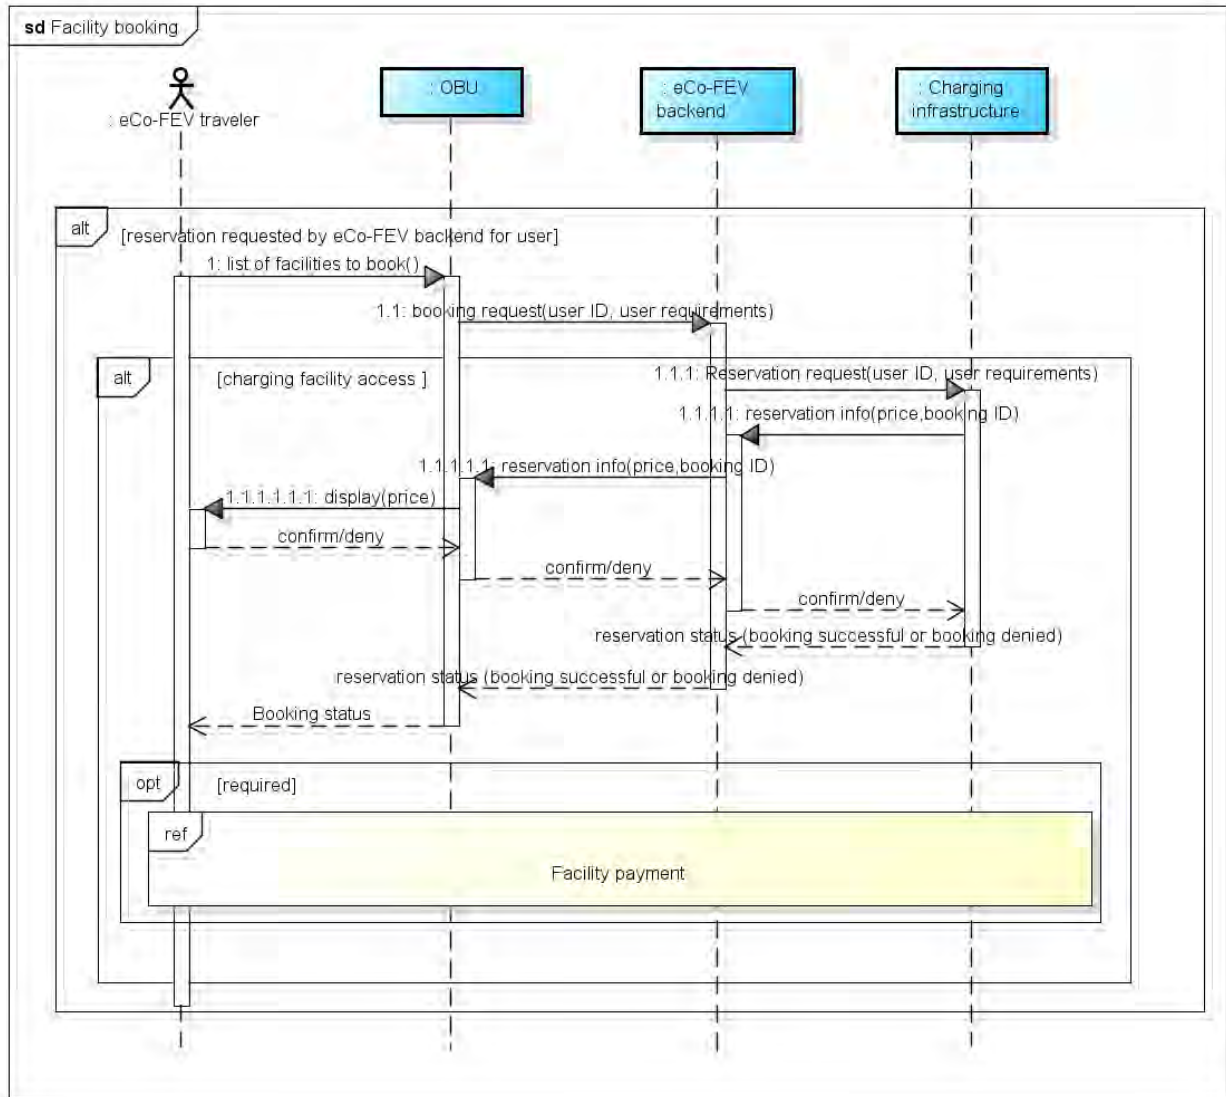 sd Facility booking
: eCo-FEV traveler
: OBU
: eCo-FEV
backend
: Charging
infrastructure
alt
[reservation requested by eCo-FEV backend for user]
1: list of facilities to book()
1.1: booking request(user ID, user requirements)
alt
[charging facility access ]
1.1.1: Reservation request(user ID, user requirements)
1.1.1.1: reservation info(price,booking ID)
1.1.1.1.1: reservation info(price,booking ID)
1.1.1.1.1.1: display(price)
confirm/deny
confirm/deny
confirm/deny
reservation status (booking successful or booking denied)
reservation status (booking successful or booking denied)
Booking status
opt
[required]
ref
Facility payment